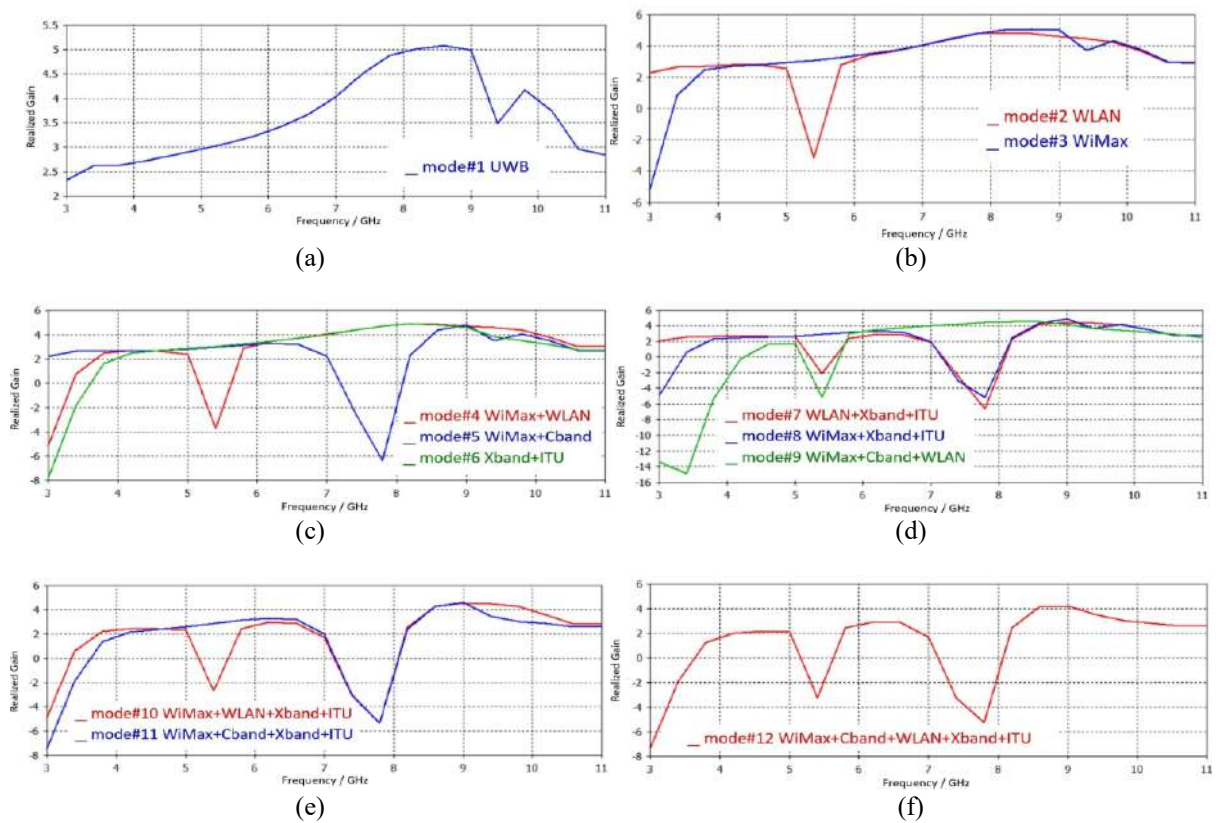 5.5
5
4.5
4
3.5
3
2.5
2
Realized Gain
_ mode#1 UWB
3 4 5 6 7 8 9 10 11
Frequency / GHz
(a)
6
4
2
0
-2
-4
-6
Realized Gain
_ mode#2 WLAN
_ mode#3 WiMax
3 4 5 6 7 8 9 10 11
Frequency / GHz
(b)
6
4
2
0
-2
-4
-6
-8
Realized Gain
_ mode#4 WiMax+WLAN
_ mode#5 WiMax+Cband
_ mode#6 Xband+ITU
3 4 5 6 7 8 9 10 11
Frequency / GHz
(c)
6
4
2
0
-2
-4
-6
-8
-10
-12
-14
-16
Realized Gain
_ mode#7 WLAN+Xband+ITU
_ mode#8 WiMax+Xband+ITU
_ mode#9 WiMax+Cband+WLAN
3 4 5 6 7 8 9 10 11
Frequency / GHz
(d)
6
4
2
0
-2
-4
-6
-8
Realized Gain
_ mode#10 WiMax+WLAN+Xband+ITU
_ mode#11 WiMax+Cband+Xband+ITU
3 4 5 6 7 8 9 10 11
Frequency / GHz
(e)
6
4
2
0
-2
-4
-6
-8
Realized Gain
_ mode#12 WiMax+Cband+WLAN+Xband+ITU
3 4 5 6 7 8 9 10 11
Frequency / GHz
(f)